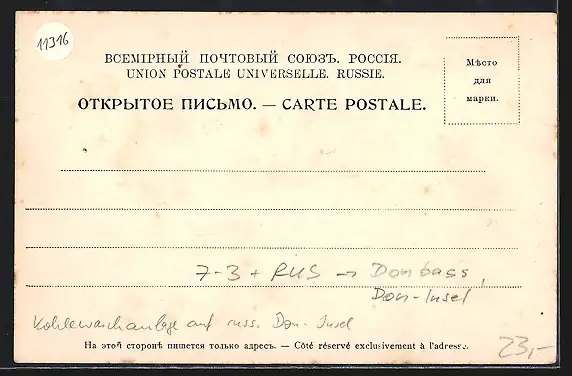 11316
ВСЕМІРНЫЙ ПОЧТОВЫЙ СОЮЗЪ. РОССІЯ.
UNION POSTALE UNIVERSELLE. RUSSIE.
Мѣсто
для
марки.
ОТКРЫТОЕ ПИСЬМО. — CARTE POSTALE.
7-3 + RUS → Donbass,
Don-Insel
Kohlewaschanlage auf russ. Don-Insel
На этой сторонѣ пишется только адресъ. — Côté réservé exclusivement à l'adresse.
23,-